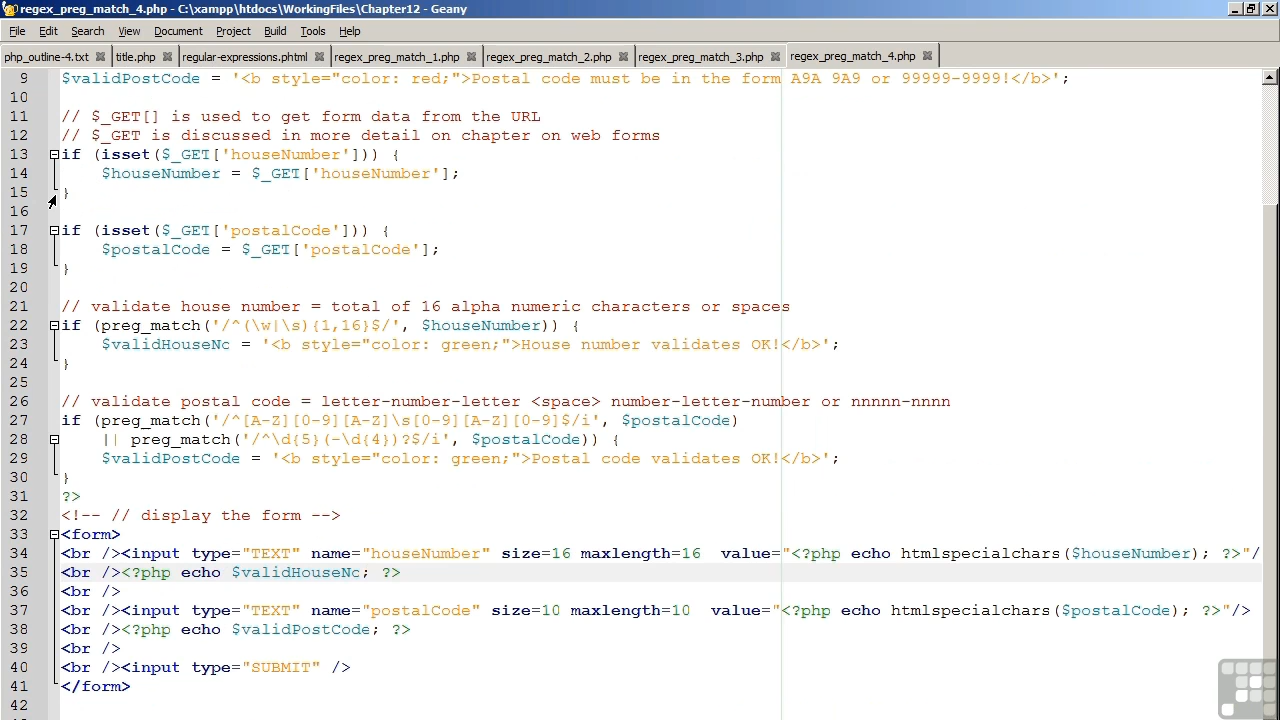 regex_preg_match_4.php - C:\xampp\htdocs\WorkingFiles\Chapter12 - Geany
File Edit Search View Document Project Build Tools Help
php_outline-4.txt title.php regular-expressions.phtml regex_preg_match_1.php regex_preg_match_2.php regex_preg_match_3.php regex_preg_match_4.php
9 $validPostCode = '<b style="color: red;">Postal code must be in the form A9A 9A9 or 99999-9999!</b>';
10
11 // $_GET[] is used to get form data from the URL
12 // $_GET is discussed in more detail on chapter on web forms
13 if (isset($_GET['houseNumber'])) {
14 $houseNumber = $_GET['houseNumber'];
15 }
16
17 if (isset($_GET['postalCode'])) {
18 $postalCode = $_GET['postalCode'];
19 }
20
21 // validate house number = total of 16 alpha numeric characters or spaces
22 if (preg_match('/^(\w|\s){1,16}$/', $houseNumber)) {
23 $validHouseNc = '<b style="color: green;">House number validates OK!</b>';
24 }
25
26 // validate postal code = letter-number-letter <space> number-letter-number or nnnnn-nnnn
27 if (preg_match('/^[A-Z][0-9][A-Z]\s[0-9][A-Z][0-9]$/i', $postalCode)
28 || preg_match('/^\d{5}(-\d{4})?$/i', $postalCode)) {
29 $validPostCode = '<b style="color: green;">Postal code validates OK!</b>';
30 }
31 ?>
32 <!-- // display the form -->
33 <form>
34 <br /><input type="TEXT" name="houseNumber" size=16 maxlength=16 value="<?php echo htmlspecialchars($houseNumber); ?>"/
35 <br /><?php echo $validHouseNc; ?>
36 <br />
37 <br /><input type="TEXT" name="postalCode" size=10 maxlength=10 value="<?php echo htmlspecialchars($postalCode); ?>"/>
38 <br /><?php echo $validPostCode; ?>
39 <br />
40 <br /><input type="SUBMIT" />
41 </form>
42